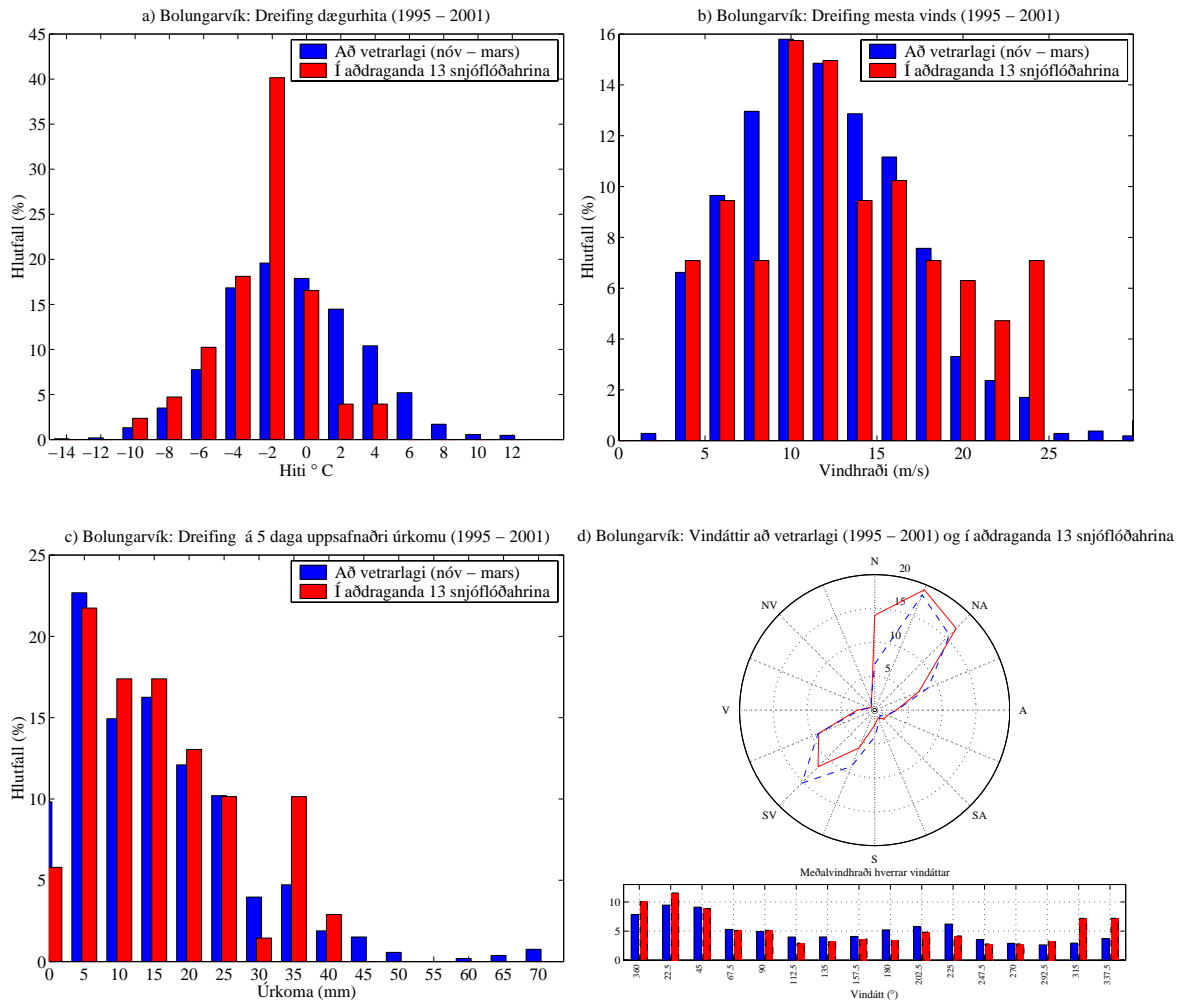 a) Bolungarvík: Dreifing dægurhita (1995 – 2001)
45
40
35
30
25
20
15
10
5
0
Hlutfall (%)
Að vetrarlagi (nóv – mars)
Í aðdraganda 13 snjóflóðahrina
–14 –12 –10 –8 –6 –4 –2 0 2 4 6 8 10 12
Hiti ° C
b) Bolungarvík: Dreifing mesta vinds (1995 – 2001)
16
14
12
10
8
6
4
2
0
Hlutfall (%)
Að vetrarlagi (nóv – mars)
Í aðdraganda 13 snjóflóðahrina
0 5 10 15 20 25
Vindhraði (m/s)
c) Bolungarvík: Dreifing á 5 daga uppsafnaðri úrkomu (1995 – 2001)
25
20
15
10
5
0
Hlutfall (%)
Að vetrarlagi (nóv – mars)
Í aðdraganda 13 snjóflóðahrina
0 5 10 15 20 25 30 35 40 45 50 55 60 65 70
Úrkoma (mm)
d) Bolungarvík: Vindáttir að vetrarlagi (1995 – 2001) og í aðdraganda 13 snjóflóðahrina
N
20
NV
NA
15
10
5
V
A
SV
SA
S
Meðalvindhraði hverrar vindáttar
10
5
0
360 22.5 45 67.5 90 112.5 135 157.5 180 202.5 225 247.5 270 292.5 315 337.5
Vindátt (°)